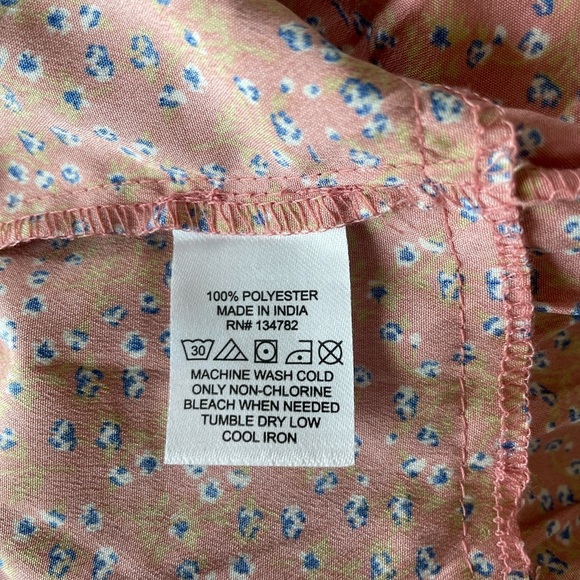 100% POLYESTER
MADE IN INDIA
RN# 134782
30
MACHINE WASH COLD
ONLY NON-CHLORINE
BLEACH WHEN NEEDED
TUMBLE DRY LOW
COOL IRON